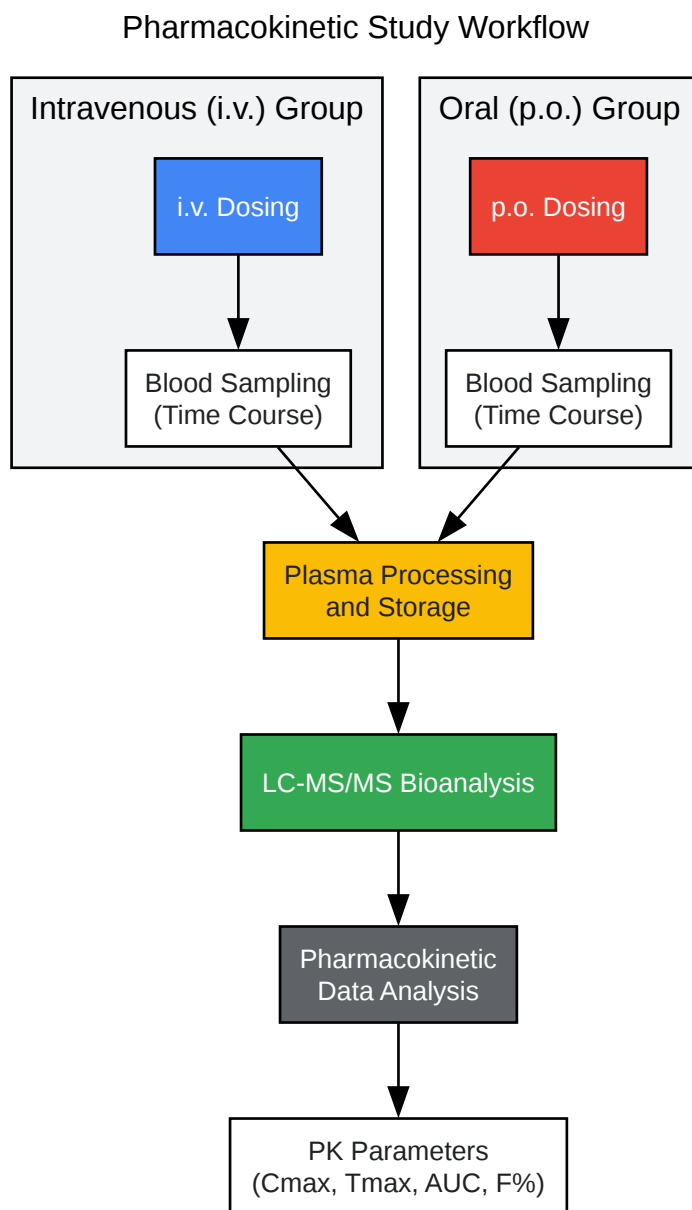 Pharmacokinetic Study Workflow
Intravenous (i.v.) Group
i.v. Dosing
Blood Sampling
(Time Course)
Oral (p.o.) Group
p.o. Dosing
Blood Sampling
(Time Course)
Plasma Processing
and Storage
LC-MS/MS Bioanalysis
Pharmacokinetic
Data Analysis
PK Parameters
(Cmax, Tmax, AUC, F%)